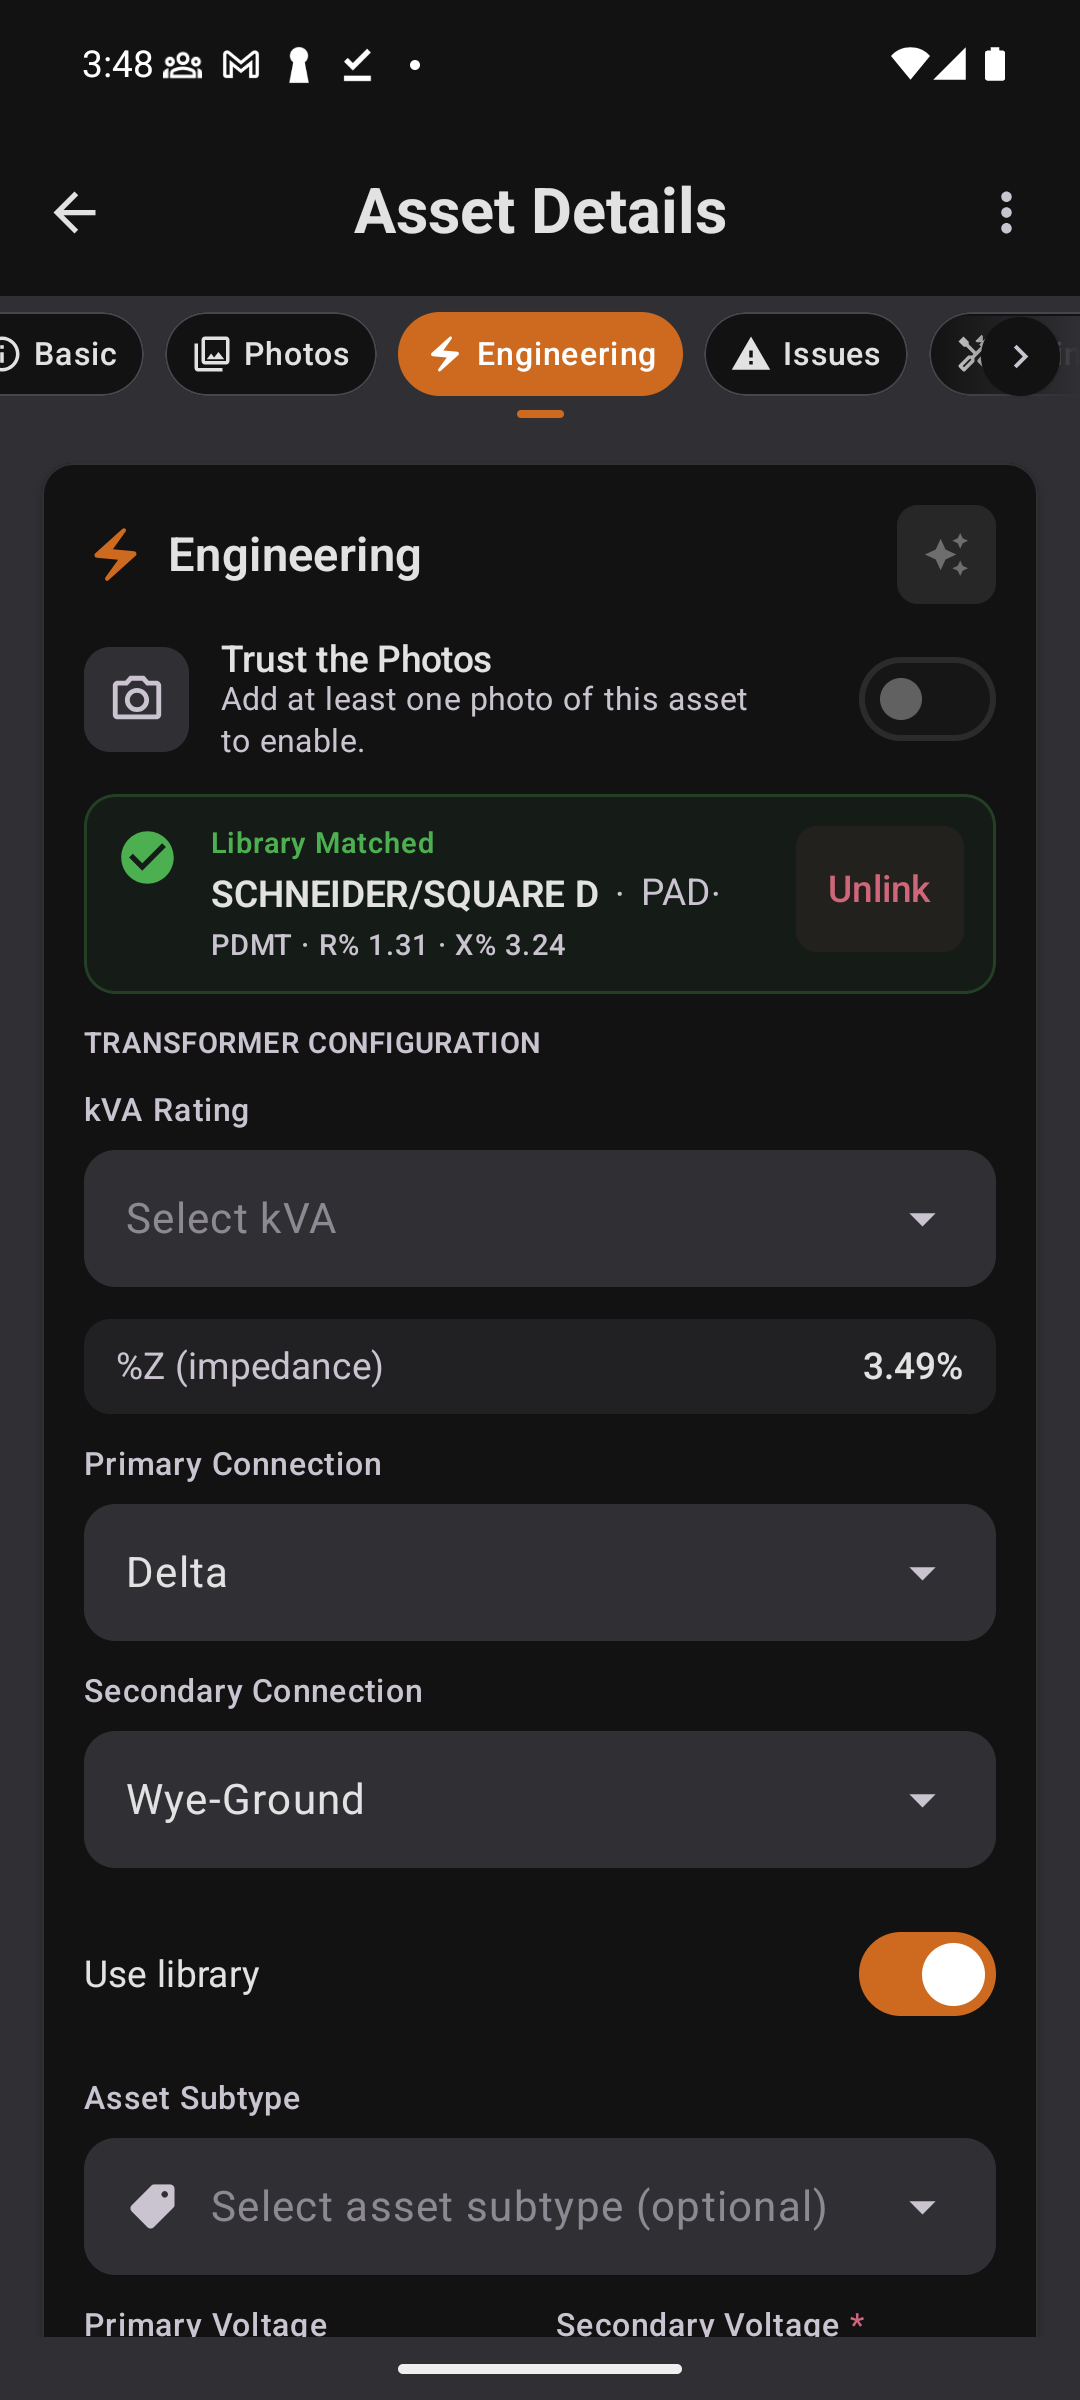 3:48
Asset Details
Basic
Photos
Engineering
Issues
Engineering
Trust the Photos
Add at least one photo of this asset
to enable.
Library Matched
SCHNEIDER/SQUARE D · PAD·
PDMT · R% 1.31 · X% 3.24
Unlink
TRANSFORMER CONFIGURATION
kVA Rating
Select kVA
%Z (impedance) 3.49%
Primary Connection
Delta
Secondary Connection
Wye-Ground
Use library
Asset Subtype
Select asset subtype (optional)
Primary Voltage
Secondary Voltage *